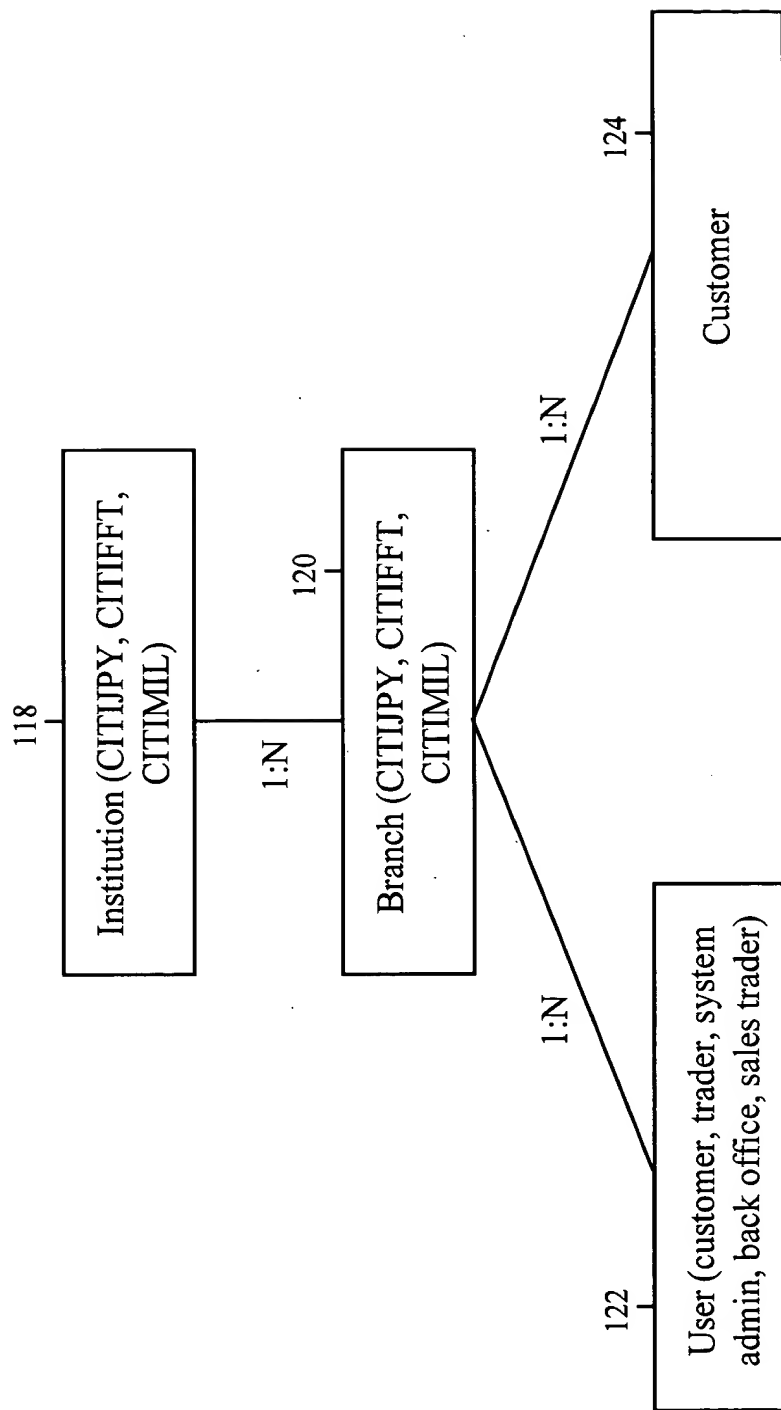 118
Institution (CITIJPY, CITIFFT,
CITIMIL)
1:N
120
Branch (CITIJPY, CITIFFT,
CITIMIL)
1:N
1:N
122
User (customer, trader, system
admin, back office, sales trader)
124
Customer